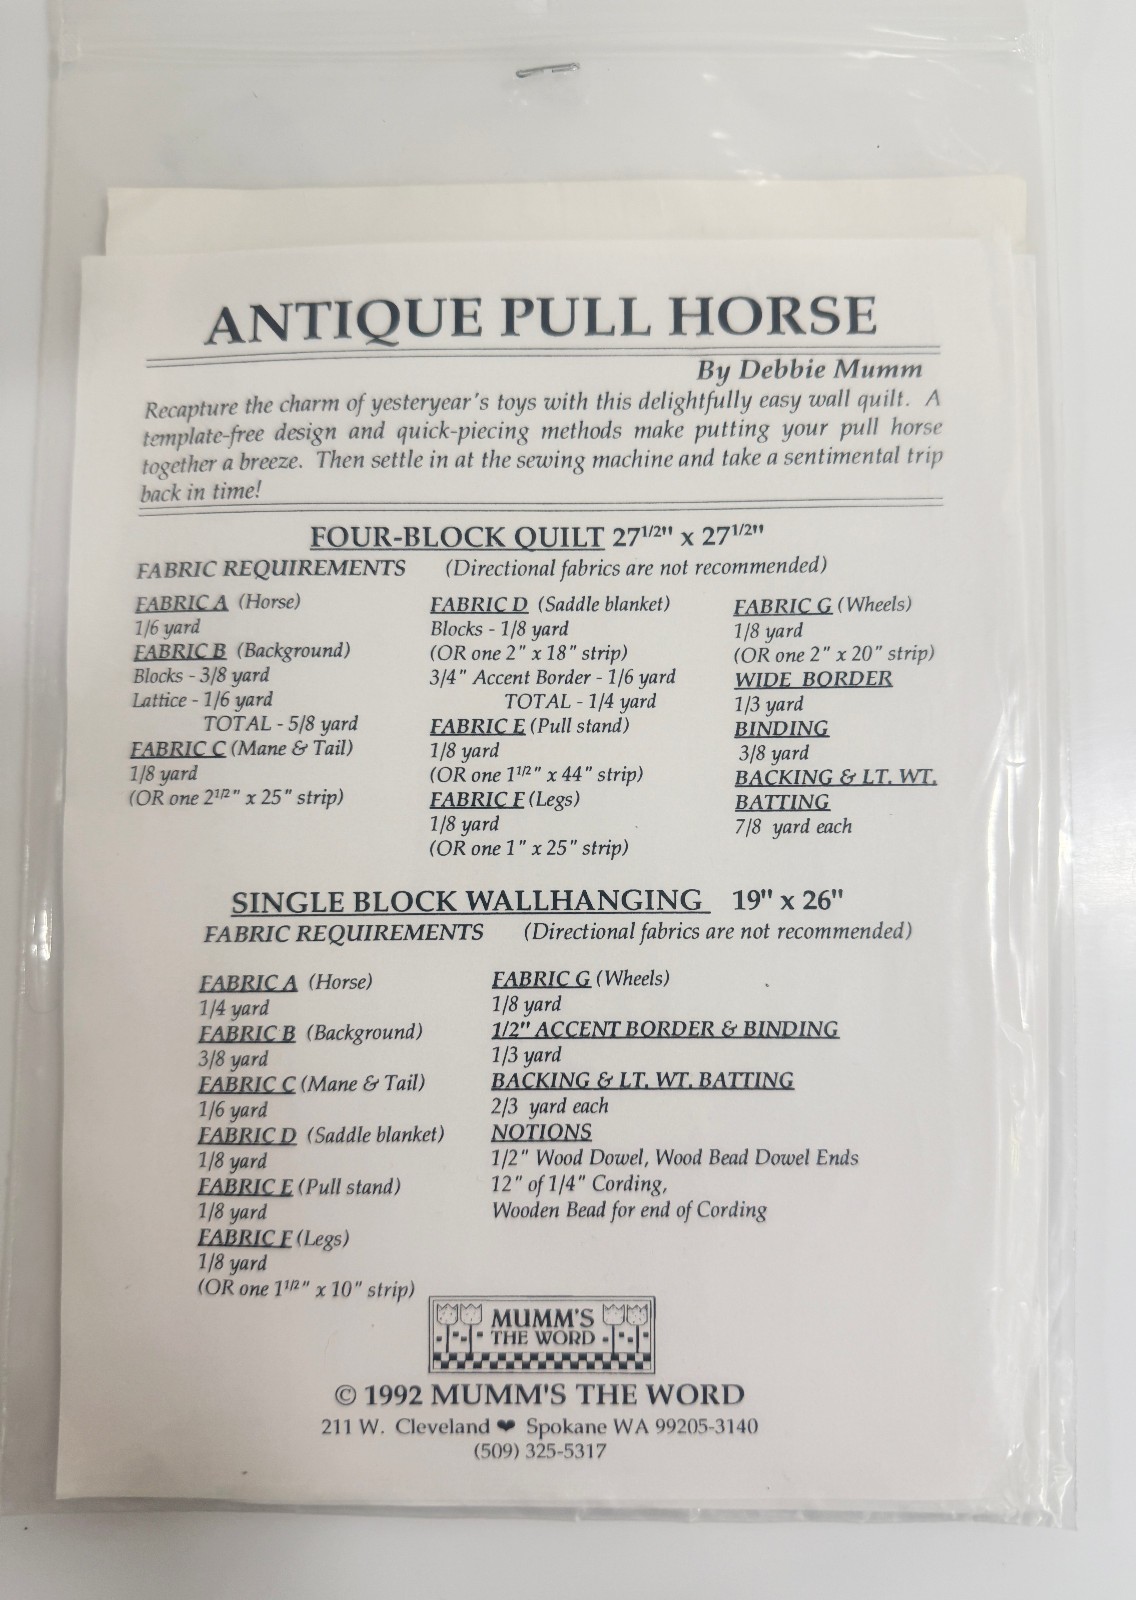 ANTIQUE PULL HORSE
By Debbie Mumm
Recapture the charm of yesteryear's toys with this delightfully easy wall quilt. A
template-free design and quick-piecing methods make putting your pull horse
together a breeze. Then settle in at the sewing machine and take a sentimental trip
back in time!
FOUR-BLOCK QUILT 27 1/2" x 27 1/2"
FABRIC REQUIREMENTS (Directional fabrics are not recommended)
FABRIC A (Horse)
1/6 yard
FABRIC B (Background)
Blocks - 3/8 yard
Lattice - 1/6 yard
TOTAL - 5/8 yard
FABRIC C (Mane & Tail)
1/8 yard
(OR one 2 1/2" x 25" strip)
FABRIC D (Saddle blanket)
Blocks - 1/8 yard
(OR one 2" x 18" strip)
3/4" Accent Border - 1/6 yard
TOTAL - 1/4 yard
FABRIC E (Pull stand)
1/8 yard
(OR one 1 1/2" x 44" strip)
FABRIC F (Legs)
1/8 yard
(OR one 1" x 25" strip)
FABRIC G (Wheels)
1/8 yard
(OR one 2" x 20" strip)
WIDE BORDER
1/3 yard
BINDING
3/8 yard
BACKING & LT. WT.
BATTING
7/8 yard each
SINGLE BLOCK WALLHANGING 19" x 26"
FABRIC REQUIREMENTS (Directional fabrics are not recommended)
FABRIC A (Horse)
1/4 yard
FABRIC B (Background)
3/8 yard
FABRIC C (Mane & Tail)
1/6 yard
FABRIC D (Saddle blanket)
1/8 yard
FABRIC E (Pull stand)
1/8 yard
FABRIC F (Legs)
1/8 yard
(OR one 1 1/2" x 10" strip)
FABRIC G (Wheels)
1/8 yard
1/2" ACCENT BORDER & BINDING
1/3 yard
BACKING & LT. WT. BATTING
2/3 yard each
NOTIONS
1/2" Wood Dowel, Wood Bead Dowel Ends
12" of 1/4" Cording,
Wooden Bead for end of Cording
MUMM'S
THE WORD
© 1992 MUMM'S THE WORD
211 W. Cleveland ❤ Spokane WA 99205-3140
(509) 325-5317